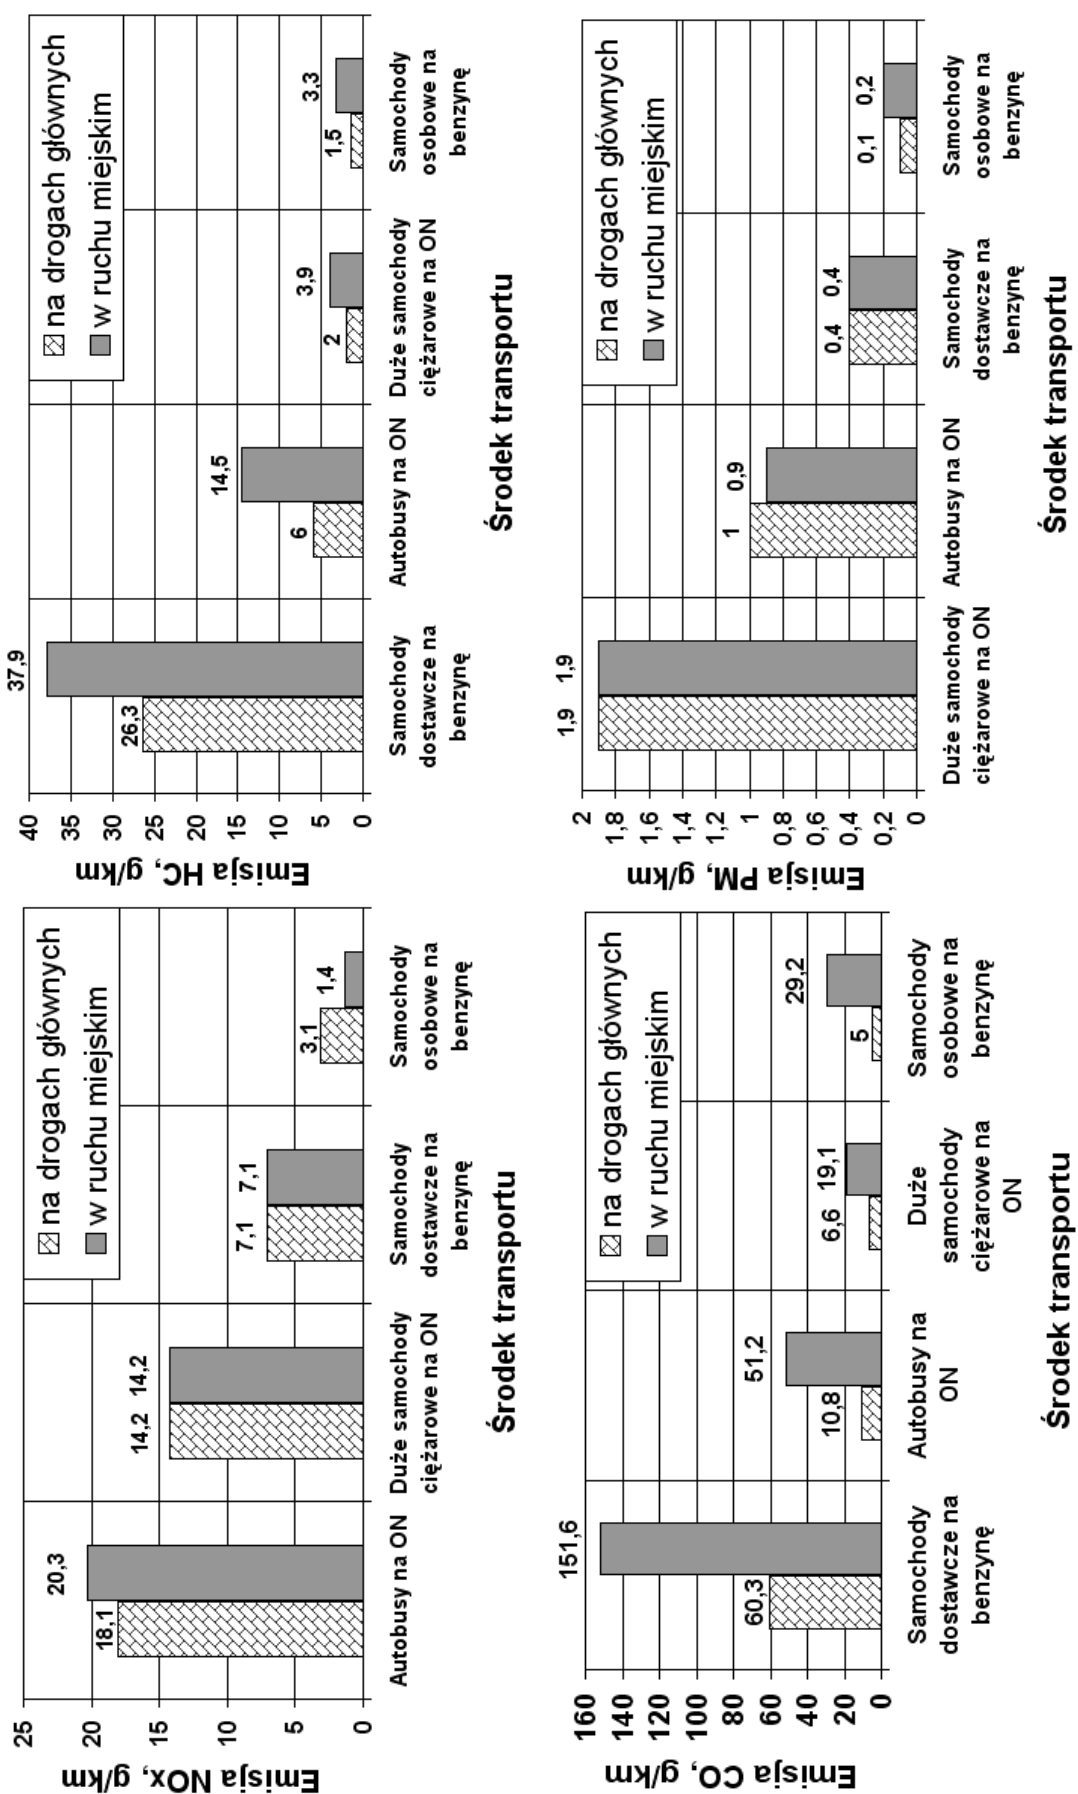 25
20
15
10
5
0
Emisja NOx, g/km
18,1
20,3
14,2
14,2
7,1
7,1
3,1
1,4
na drogach głównych
w ruchu miejskim
Autobusy na ON
Duże samochody
ciężarowe na ON
Samochody
dostawcze na
benzynę
Samochody
osobowe na
benzynę
Środek transportu
40
35
30
25
20
15
10
5
0
Emisja HC, g/km
26,3
37,9
6
14,5
2
3,9
1,5
3,3
na drogach głównych
w ruchu miejskim
Samochody
dostawcze na
benzynę
Autobusy na ON
Duże samochody
ciężarowe na ON
Samochody
osobowe na
benzynę
Środek transportu
160
140
120
100
80
60
40
20
0
Emisja CO, g/km
60,3
151,6
10,8
51,2
6,6
19,1
5
29,2
na drogach głównych
w ruchu miejskim
Samochody
dostawcze na
benzynę
Autobusy na
ON
Duże
samochody
ciężarowe na
ON
Samochody
osobowe na
benzynę
Środek transportu
2
1,8
1,6
1,4
1,2
1
0,8
0,6
0,4
0,2
0
Emisja PM, g/km
1,9
1,9
1
0,9
0,4
0,4
0,1
0,2
na drogach głównych
w ruchu miejskim
Duże samochody
ciężarowe na ON
Autobusy na ON
Samochody
dostawcze na
benzynę
Samochody
osobowe na
benzynę
Środek transportu